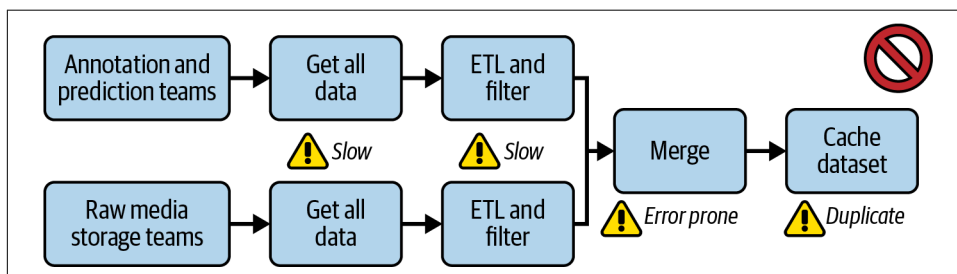 Annotation and
prediction teams
Get all
data
ETL and
filter
Slow
Slow
Merge
Cache
dataset
Error prone
Duplicate
Raw media
storage teams
Get all
data
ETL and
filter